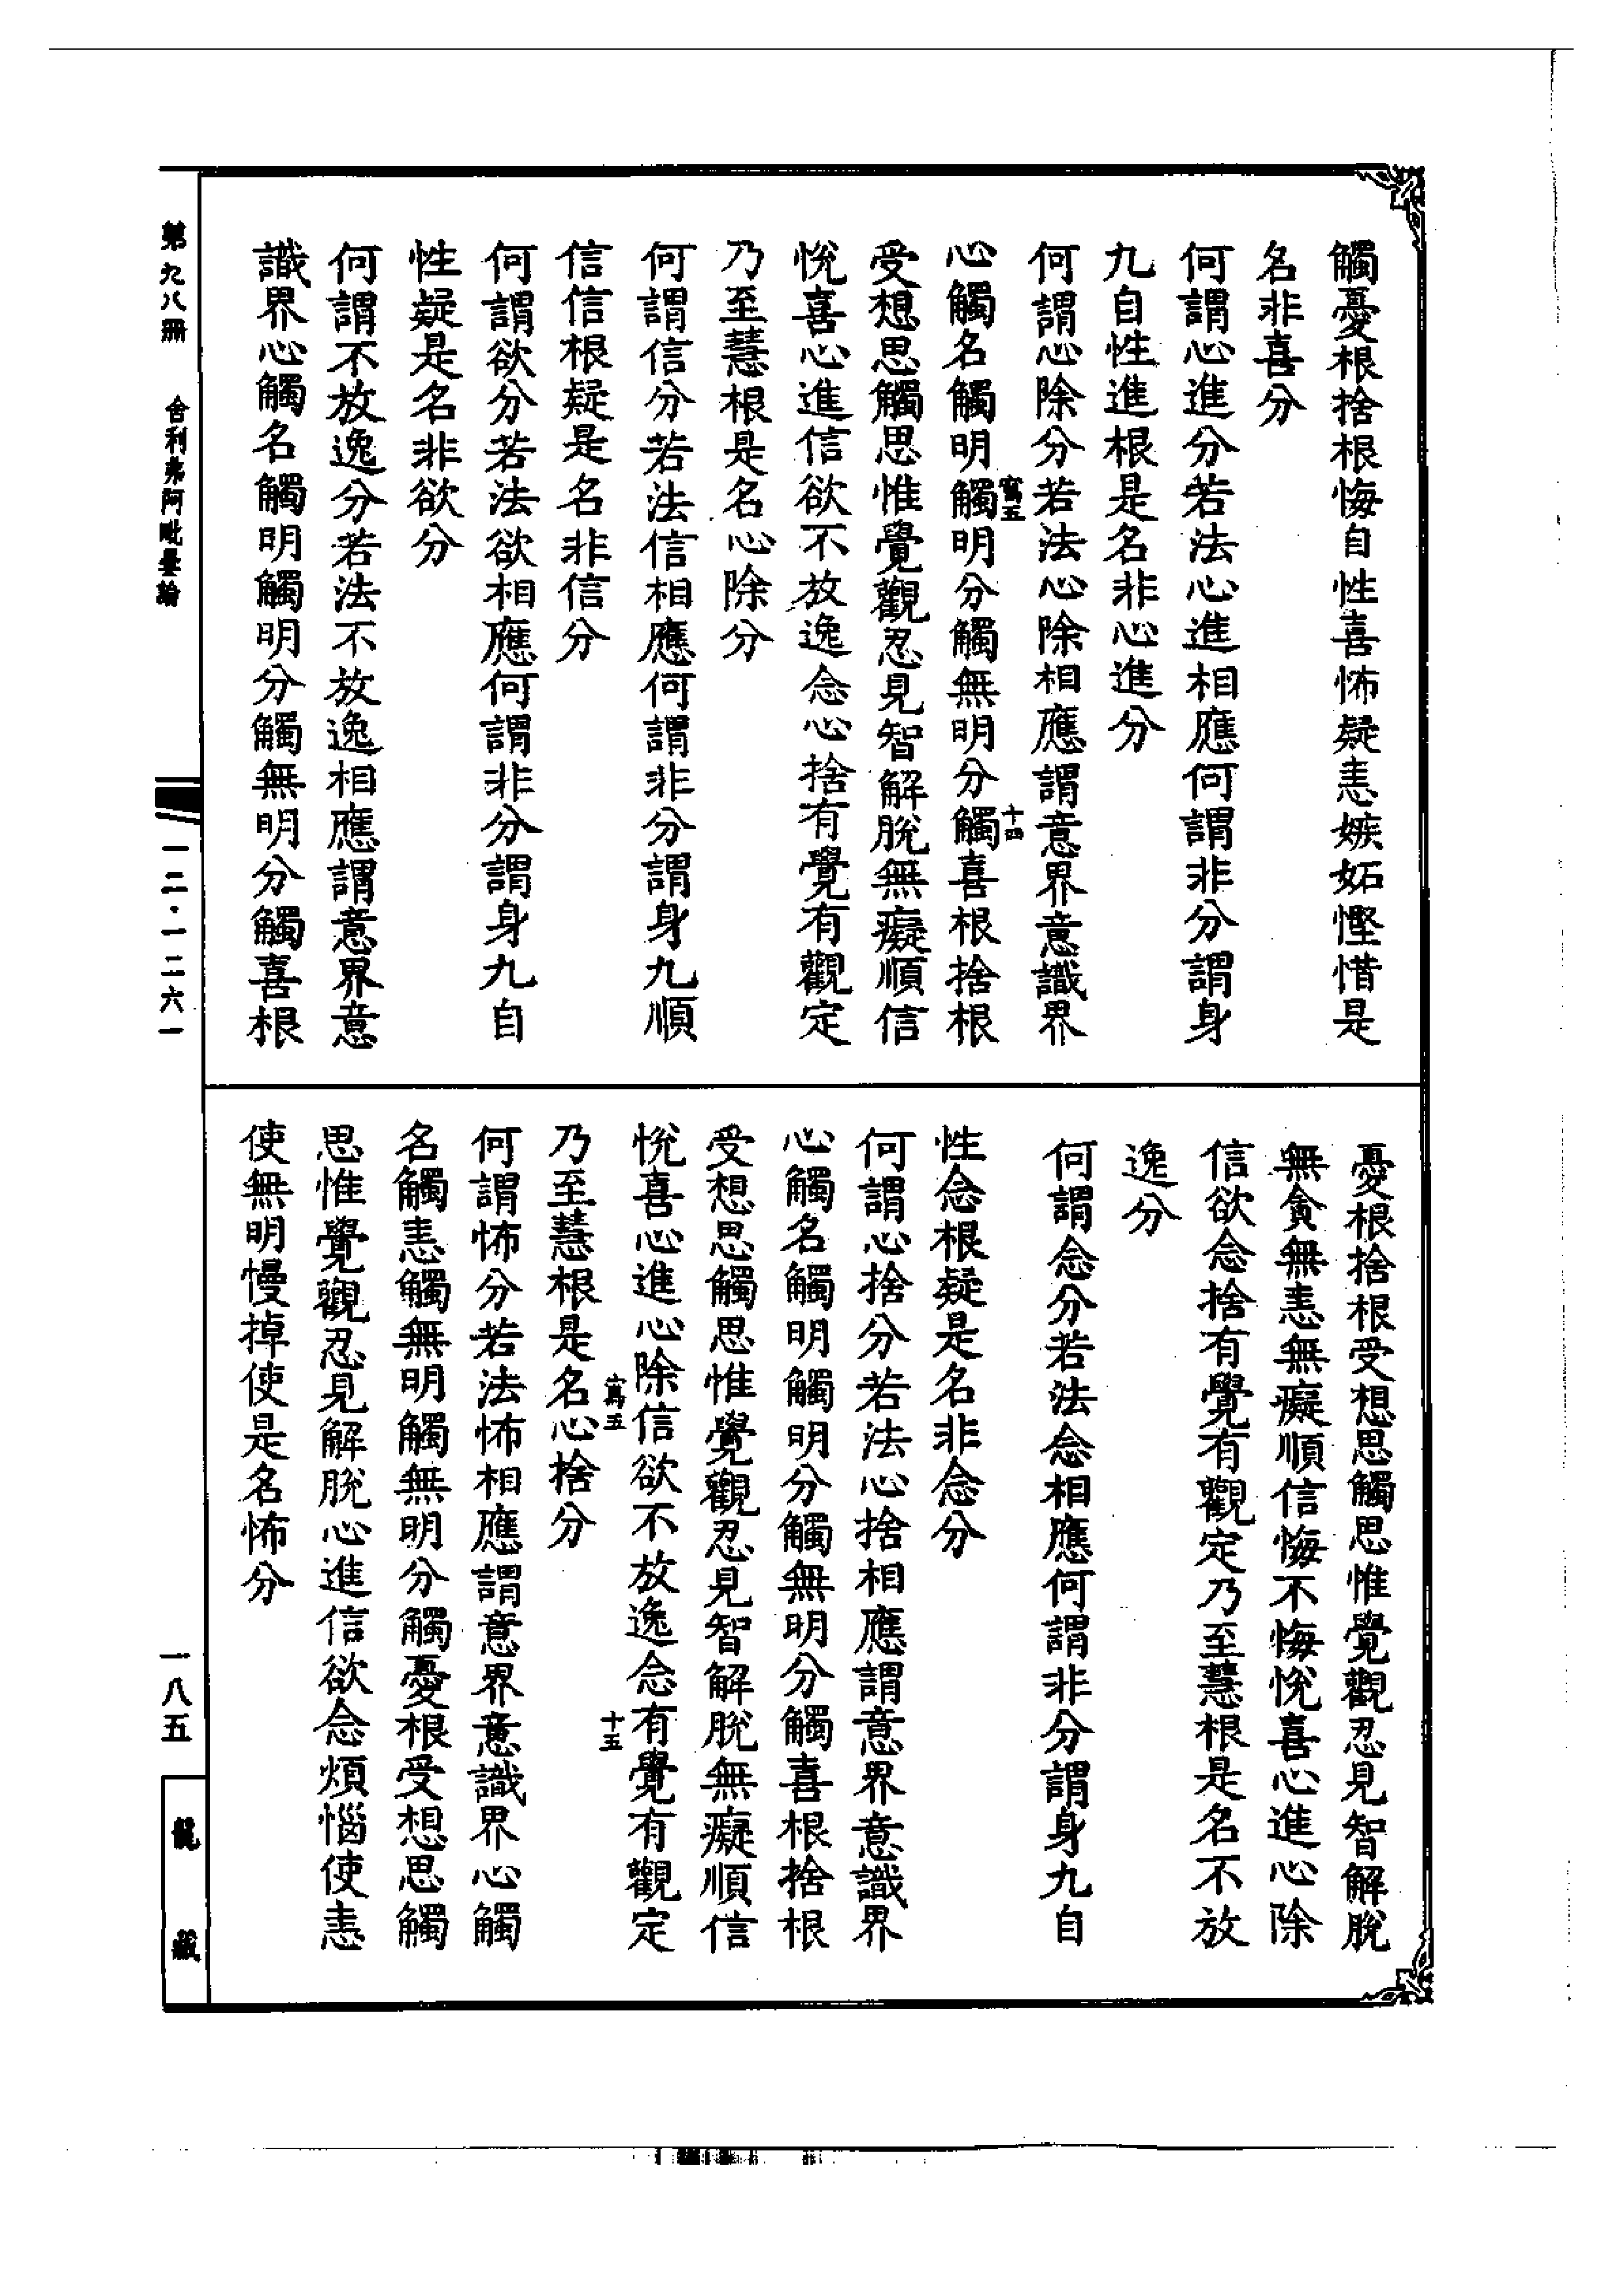 觸憂根捨根悔自性喜怖疑恚嫉妬慳惜是
名非喜分
何謂心進分若法心進相應何謂非分謂身
九自性進根是名非心進分
何謂心除分若法心除相應謂意界意識界
寫五
十四
心觸名觸明觸明分觸無明分觸喜根捨根
受想思觸思惟覺觀忍見智解脫無癡順信
悅喜心進信欲不放逸念心捨有覺有觀定
乃至慧根是名心除分
何謂信分若法信相應何謂非分謂身九順
信信根疑是名非信分
何謂欲分若法欲相應何謂非分謂身九自
性疑是名非欲分
何謂不放逸分若法不放逸相應謂意界意
識界心觸名觸明觸明分觸無明分觸喜根
憂根捨根受想思觸思惟覺觀忍見智解脫
無貪無恚無癡順信悔不悔悅喜心進心除
信欲念捨有覺有觀定乃至慧根是名不放
逸分
何謂念分若法念相應何謂非分謂身九自
性念根疑是名非念分
何謂心捨分若法心捨相應謂意界意識界
心觸名觸明觸明分觸無明分觸喜根捨根
受想思觸思惟覺觀忍見智解脫無癡順信
悅喜心進心除信欲不放逸念有覺有觀定
寫五
十五
乃至慧根是名心捨分
何謂怖分若法怖相應謂意界意識界心觸
名觸恚觸無明觸無明分觸憂根受想思觸
思惟覺觀忍見解脫心進信欲念煩惱使恚
使無明慢掉使是名怖分
第九八冊
舍利弗阿毗曇論
一二·一二六一
一八五
龍藏